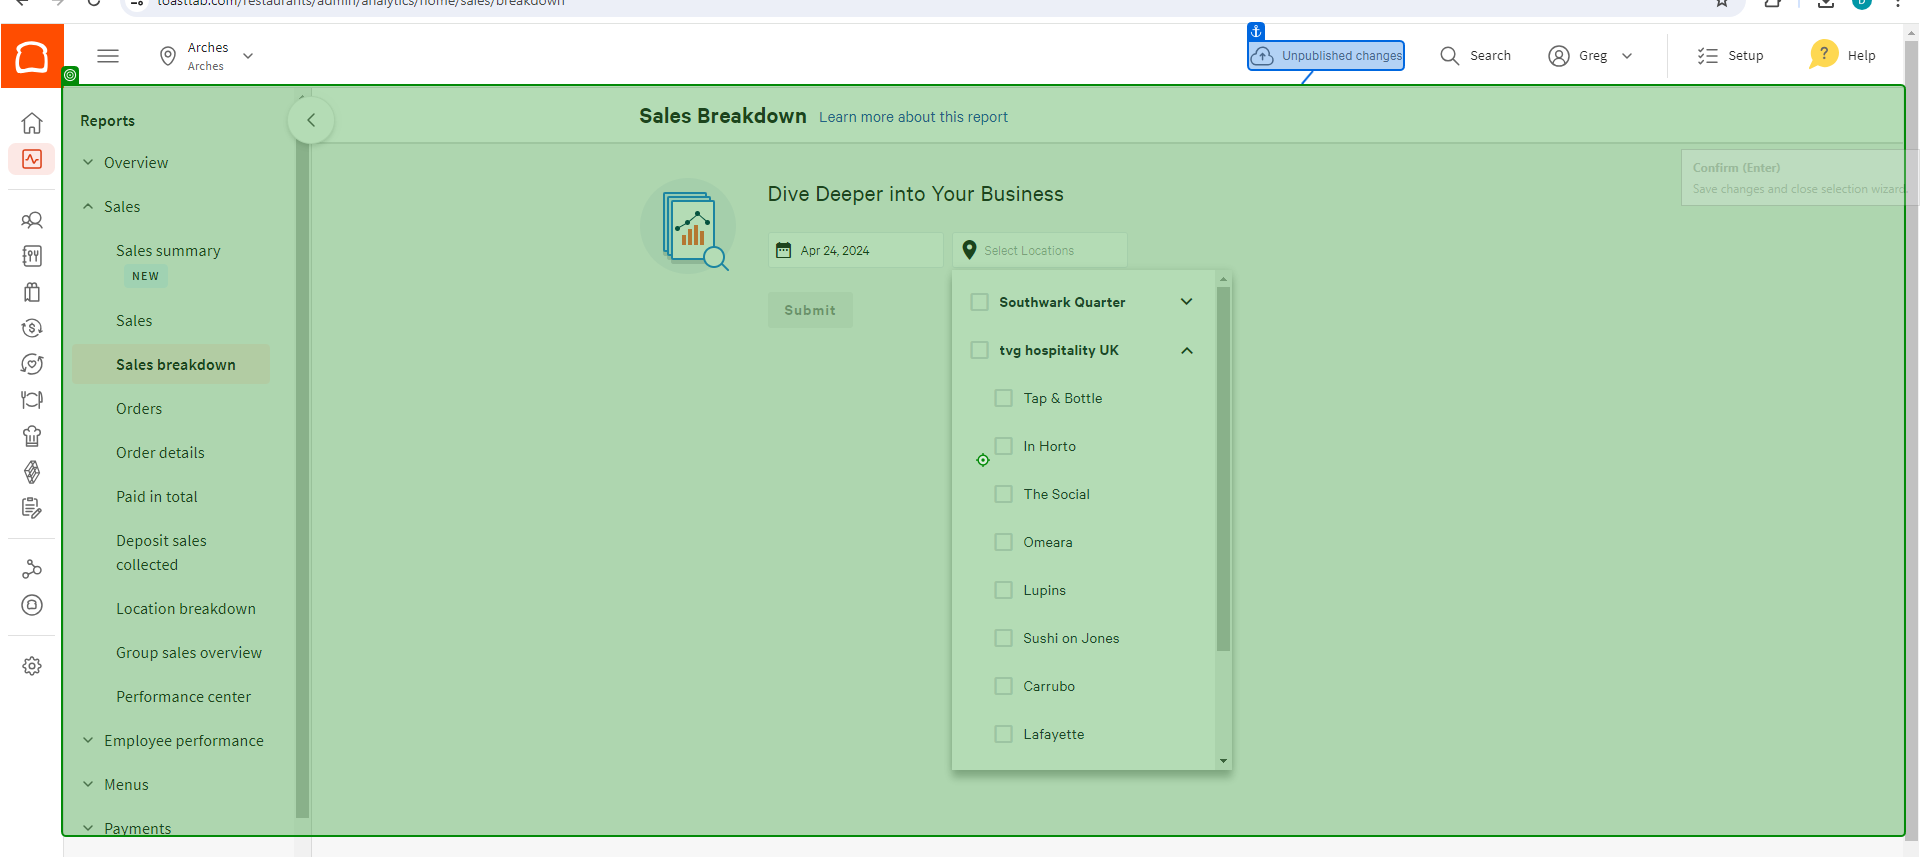 toasttab.com/restaurants/admin/analytics/home/sales/breakdown
Arches
Arches
Unpublished changes
Search
Greg
Setup
? Help
Reports
Sales Breakdown Learn more about this report
Overview
Confirm (Enter)
Save changes and close selection wizard.
Sales
Dive Deeper into Your Business
Sales summary
NEW
Apr 24, 2024
Select Locations
Submit
Southwark Quarter
tvg hospitality UK
Tap & Bottle
In Horto
The Social
Omeara
Lupins
Sushi on Jones
Carrubo
Lafayette
Sales
Sales breakdown
Orders
Order details
Paid in total
Deposit sales
collected
Location breakdown
Group sales overview
Performance center
Employee performance
Menus
Payments